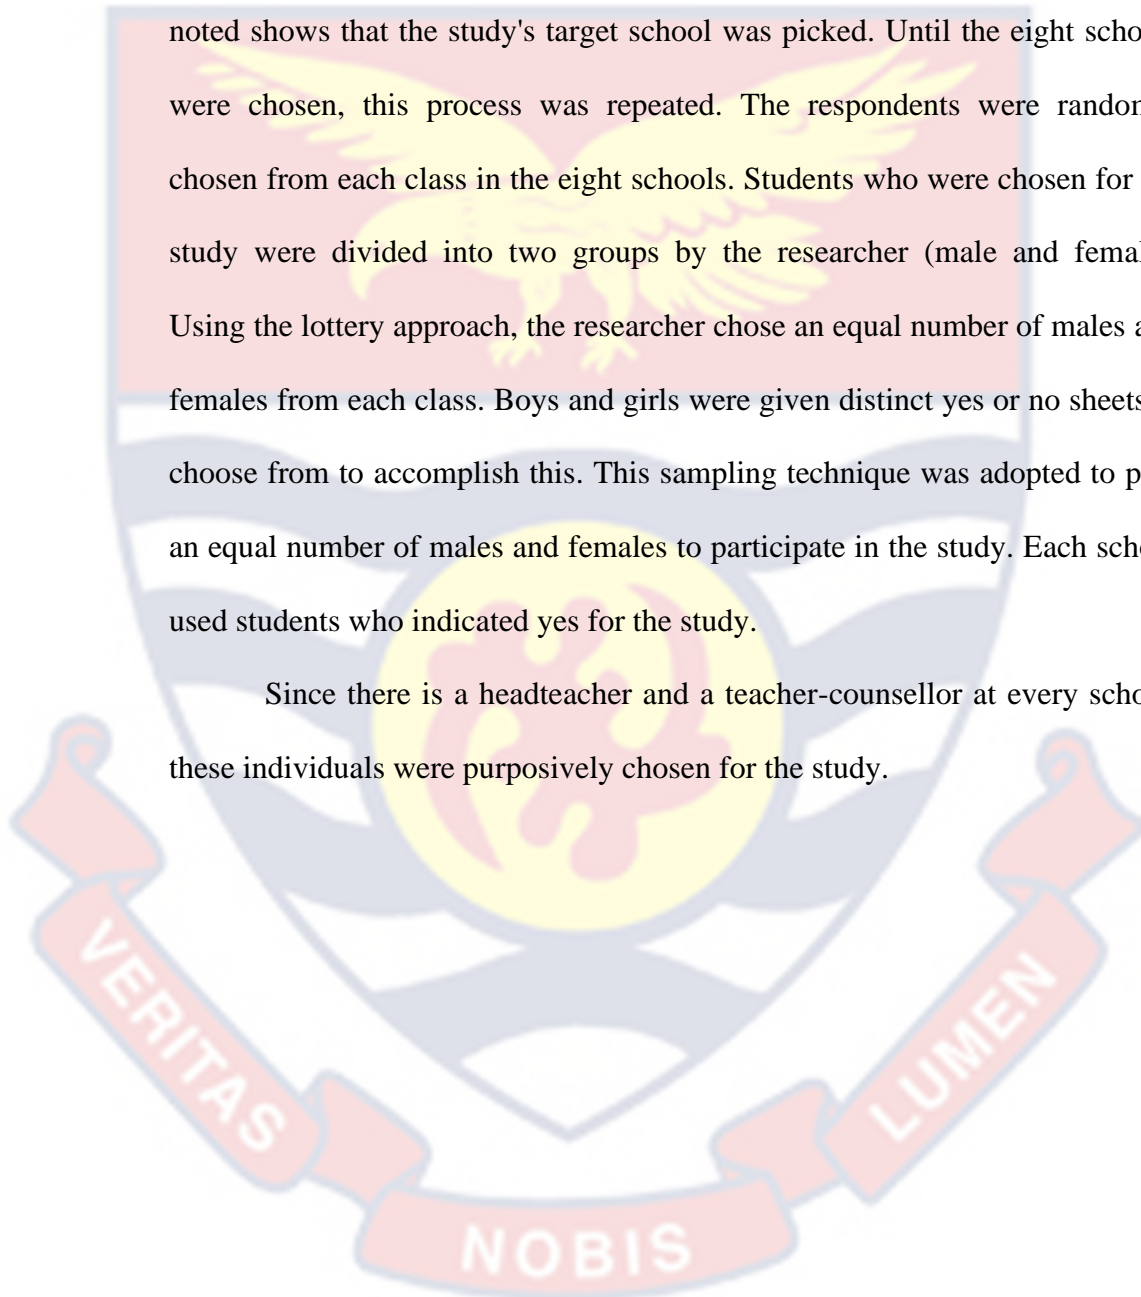 noted shows that the study's target school was picked. Until the eight scho
were chosen, this process was repeated. The respondents were random
chosen from each class in the eight schools. Students who were chosen for
study were divided into two groups by the researcher (male and femal
Using the lottery approach, the researcher chose an equal number of males a
females from each class. Boys and girls were given distinct yes or no sheets
choose from to accomplish this. This sampling technique was adopted to p
an equal number of males and females to participate in the study. Each scho
used students who indicated yes for the study.
Since there is a headteacher and a teacher-counsellor at every scho
these individuals were purposively chosen for the study.
VERITAS
NOBIS
LUMEN